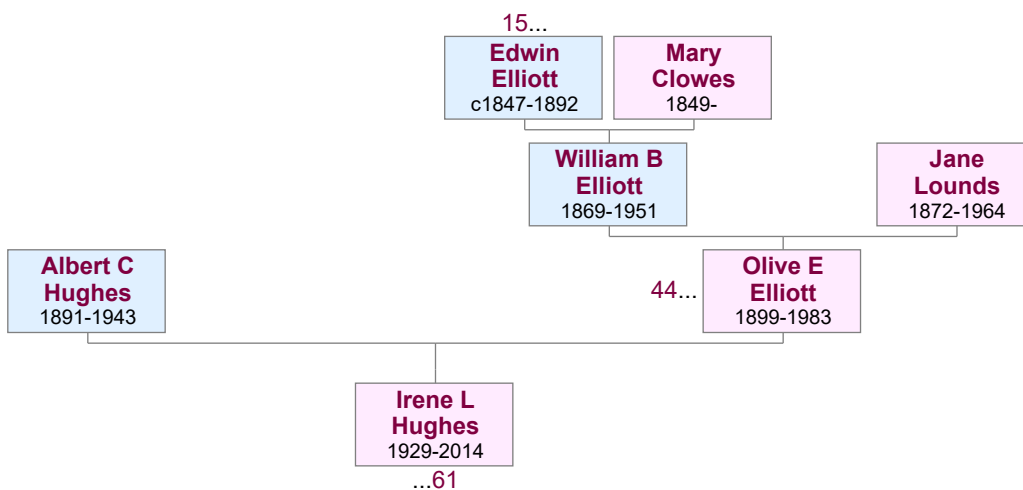 15...
Edwin
Elliott
c1847-1892
Mary
Clowes
1849-
William B
Elliott
1869-1951
Jane
Lounds
1872-1964
Albert C
Hughes
1891-1943
44...
Olive E
Elliott
1899-1983
Irene L
Hughes
1929-2014
...61